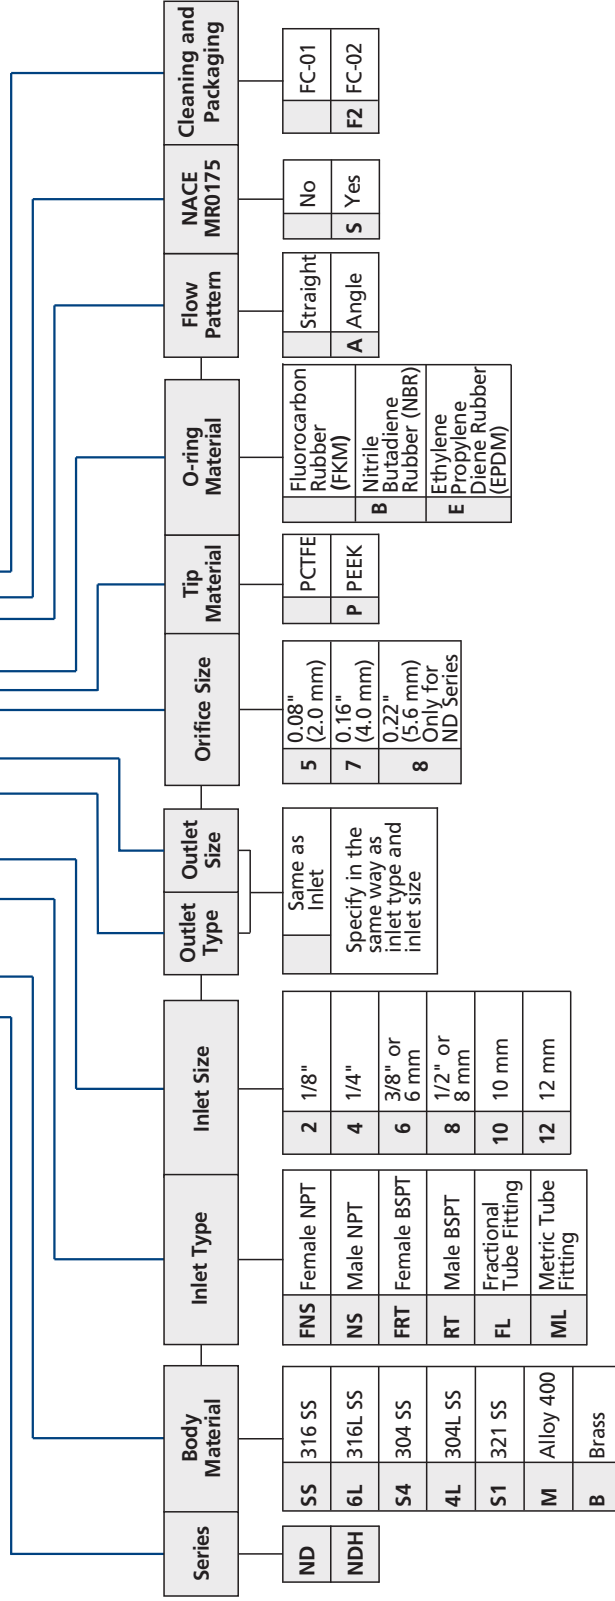 Series
ND
NDH
Body
Material
SS 316 SS
6L 316L SS
S4 304 SS
4L 304L SS
S1 321 SS
M Alloy 400
B Brass
Inlet Type
FNS Female NPT
NS Male NPT
FRT Female BSPT
RT Male BSPT
FL Fractional
Tube Fitting
ML Metric Tube
Fitting
Inlet Size
2 1/8"
4 1/4"
6 3/8" or
6 mm
8 1/2" or
8 mm
10 10 mm
12 12 mm
Outlet
Type
Outlet
Size
Same as
Inlet
Specify in the
same way as
inlet type and
inlet size
Orifice Size
5 0.08"
(2.0 mm)
7 0.16"
(4.0 mm)
8 0.22"
(5.6 mm)
Only for
ND Series
Tip
Material
PCTFE
P PEEK
O-ring
Material
Fluorocarbon
Rubber
(FKM)
B Nitrile
Butadiene
Rubber (NBR)
E Ethylene
Propylene
Diene Rubber
(EPDM)
Flow
Pattern
Straight
A Angle
NACE
MR0175
No
S Yes
Cleaning and
Packaging
FC-01
F2 FC-02